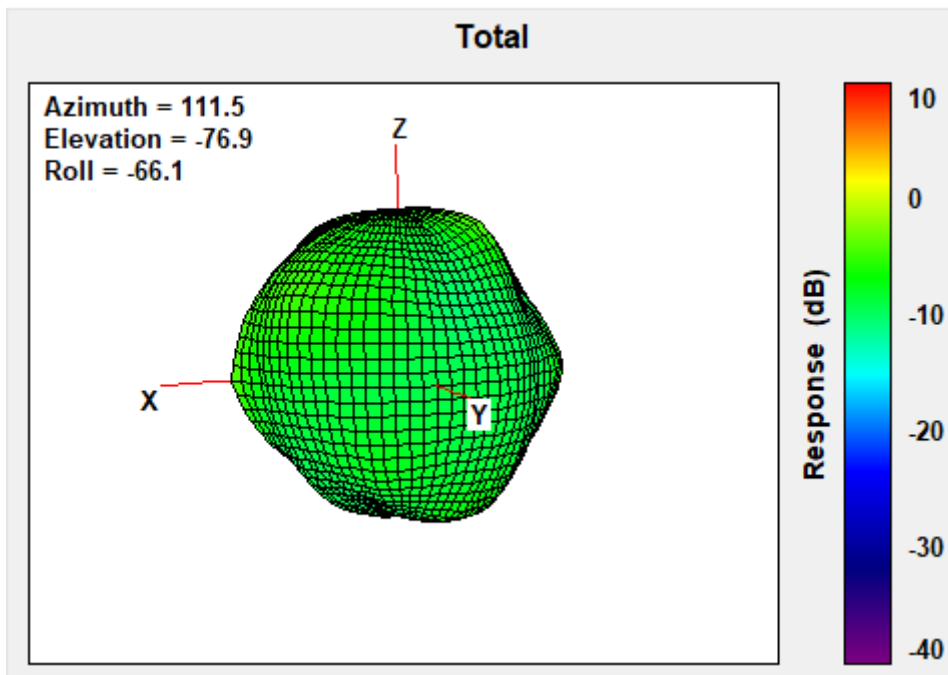 Total
Azimuth = 111.5
Elevation = -76.9
Roll = -66.1
Z
X
Y
10
0
-10
-20
-30
-40
Response (dB)